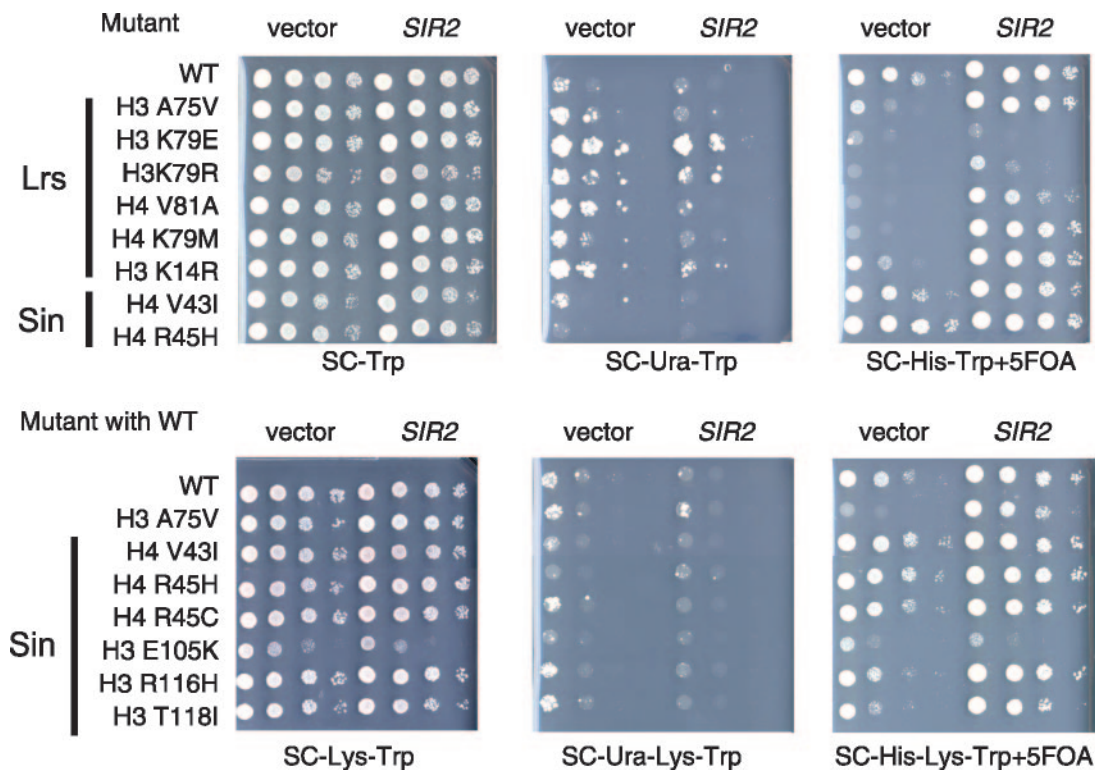 Mutant vector SIR2 vector SIR2 vector SIR2
WT
H3 A75V
H3 K79E
Lrs H3K79R
H4 V81A
H4 K79M
H3 K14R
Sin H4 V43I
H4 R45H
SC-Trp SC-Ura-Trp SC-His-Trp+5FOA
Mutant with WT vector SIR2 vector SIR2 vector SIR2
WT
H3 A75V
H4 V43I
H4 R45H
H4 R45C
Sin H3 E105K
H3 R116H
H3 T118I
SC-Lys-Trp SC-Ura-Lys-Trp SC-His-Lys-Trp+5FOA